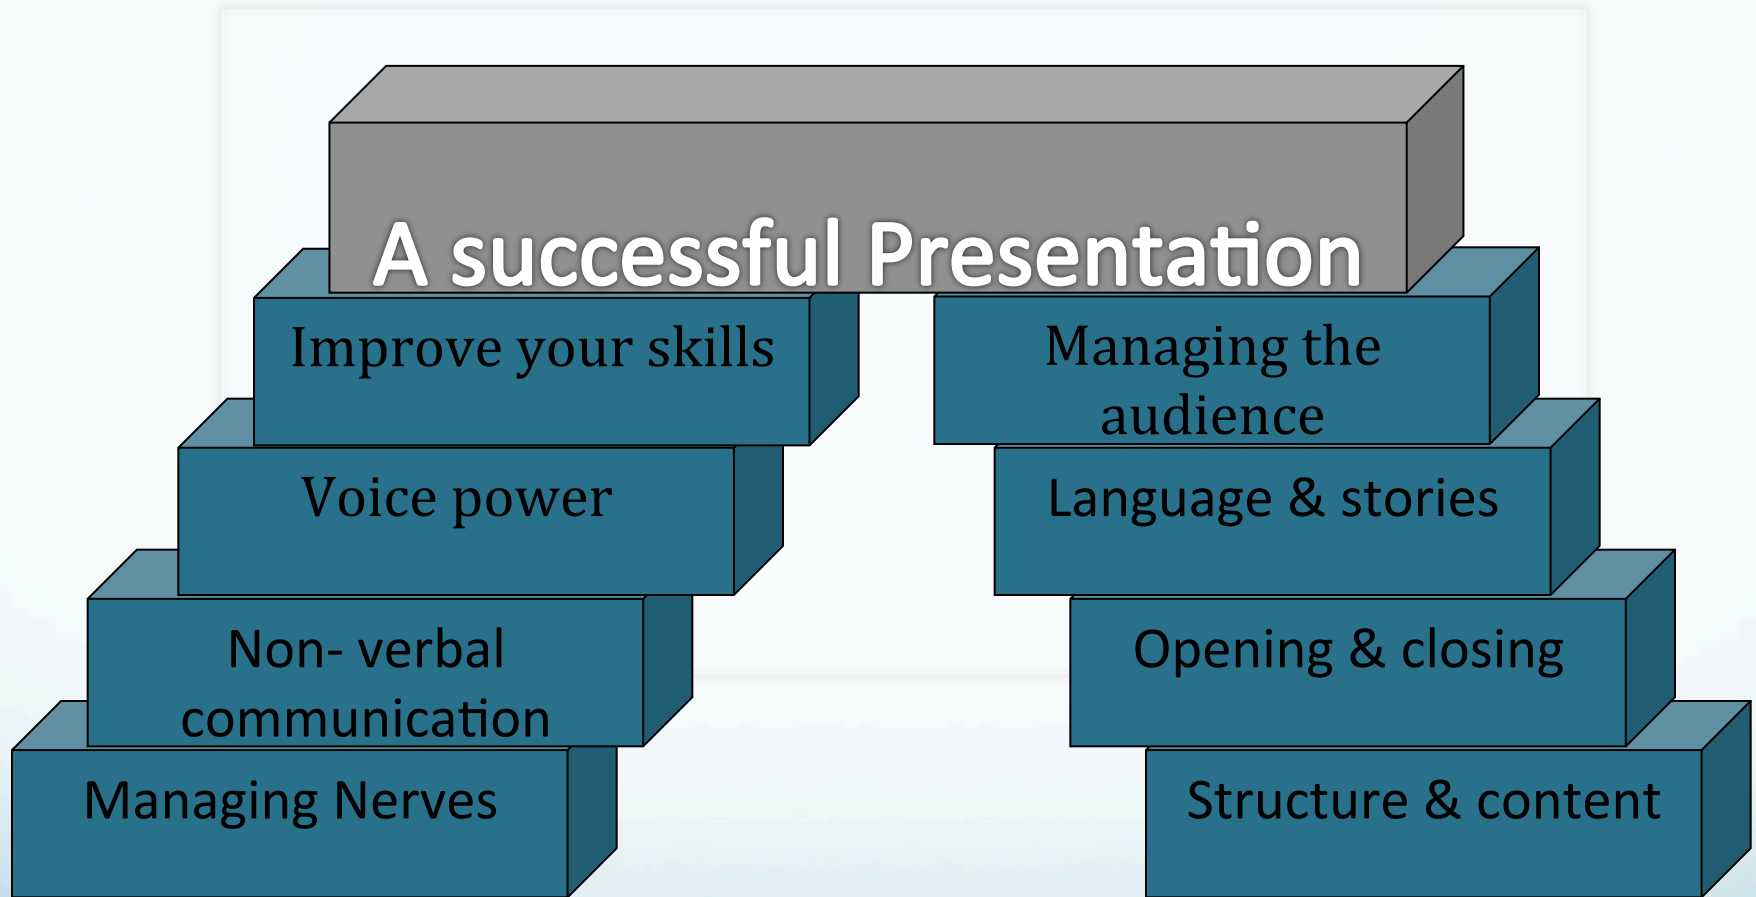 A successful Presentation
Improve your skills
Managing the
audience
Voice power
Language & stories
Non- verbal
communication
Opening & closing
Managing Nerves
Structure & content